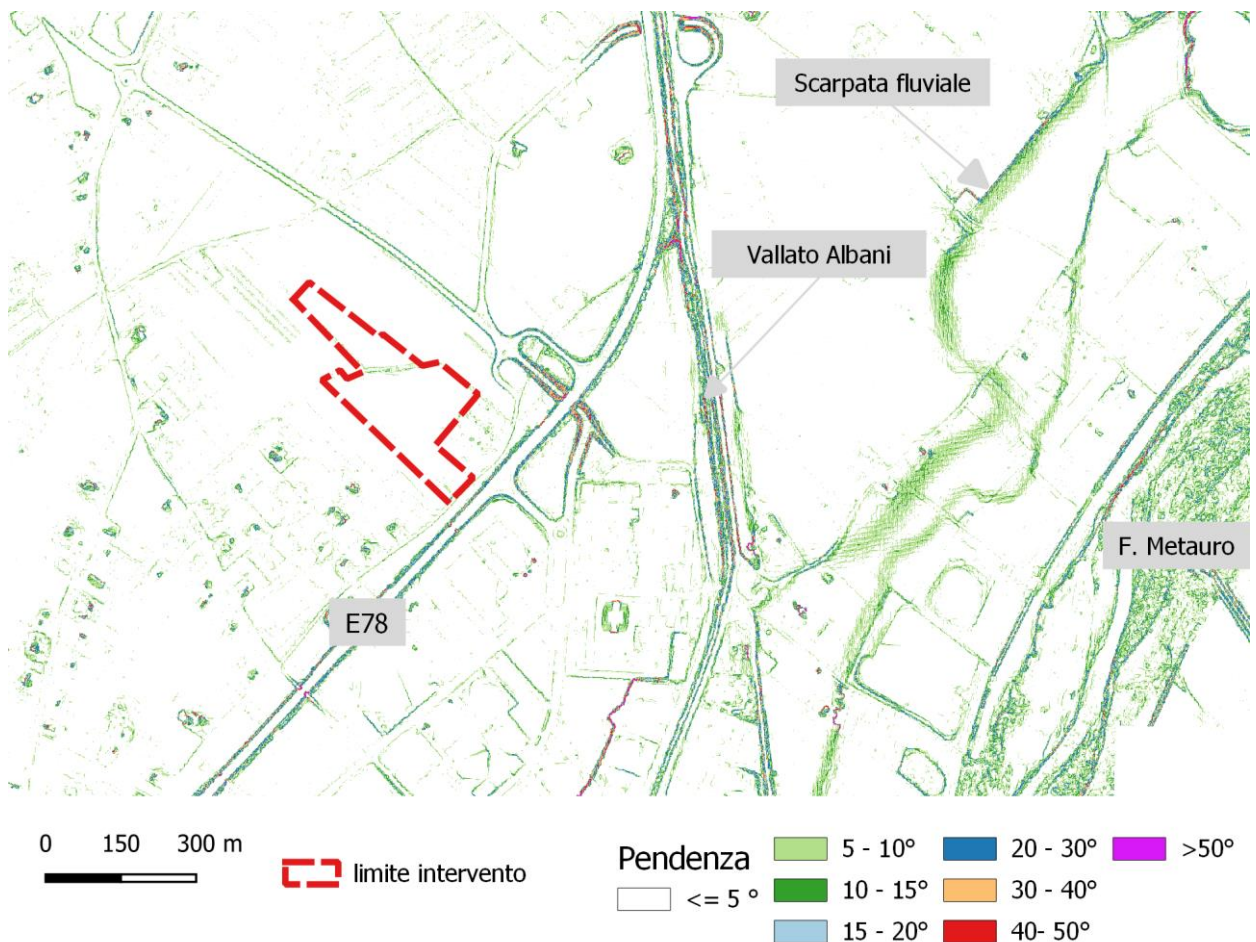 Scarpata fluviale
Vallato Albani
F. Metauro
E78
0 150 300 m
limite intervento
Pendenza
<= 5 °
5 - 10°
10 - 15°
15 - 20°
20 - 30°
30 - 40°
40- 50°
>50°